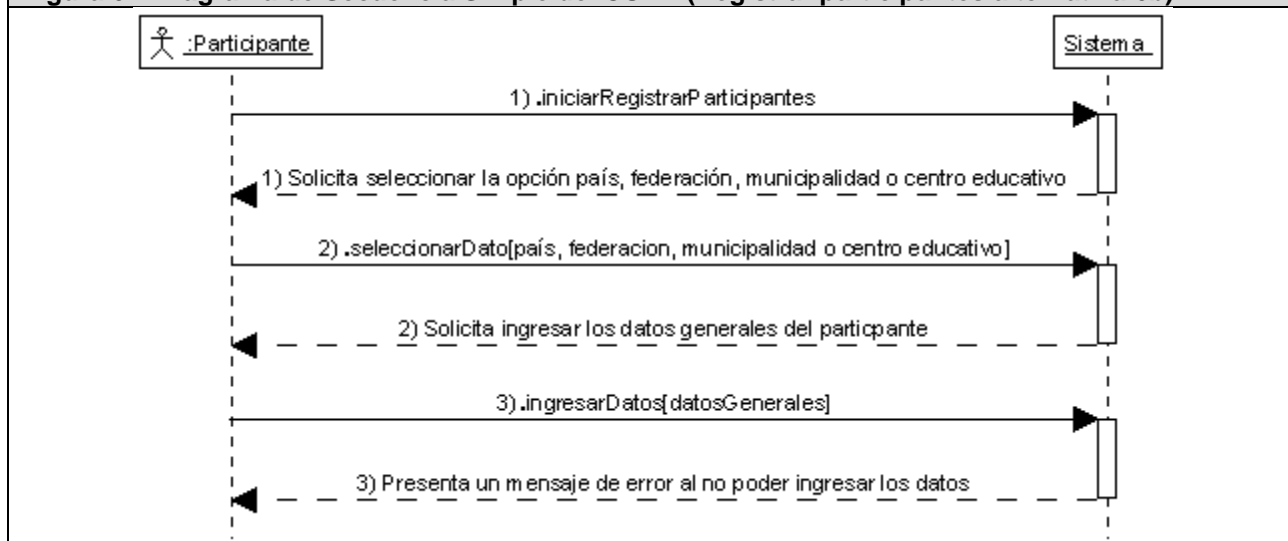 :Participante
Sistema
1) .iniciarRegistrarParticipantes
1) Solicita seleccionar la opción país, federación, municipalidad o centro educativo
2) .seleccionarDato[país, federacion, municipalidad o centro educativo]
2) Solicita ingresar los datos generales del particpante
3) .ingresarDatos[datosGenerales]
3) Presenta un mensaje de error al no poder ingresar los datos